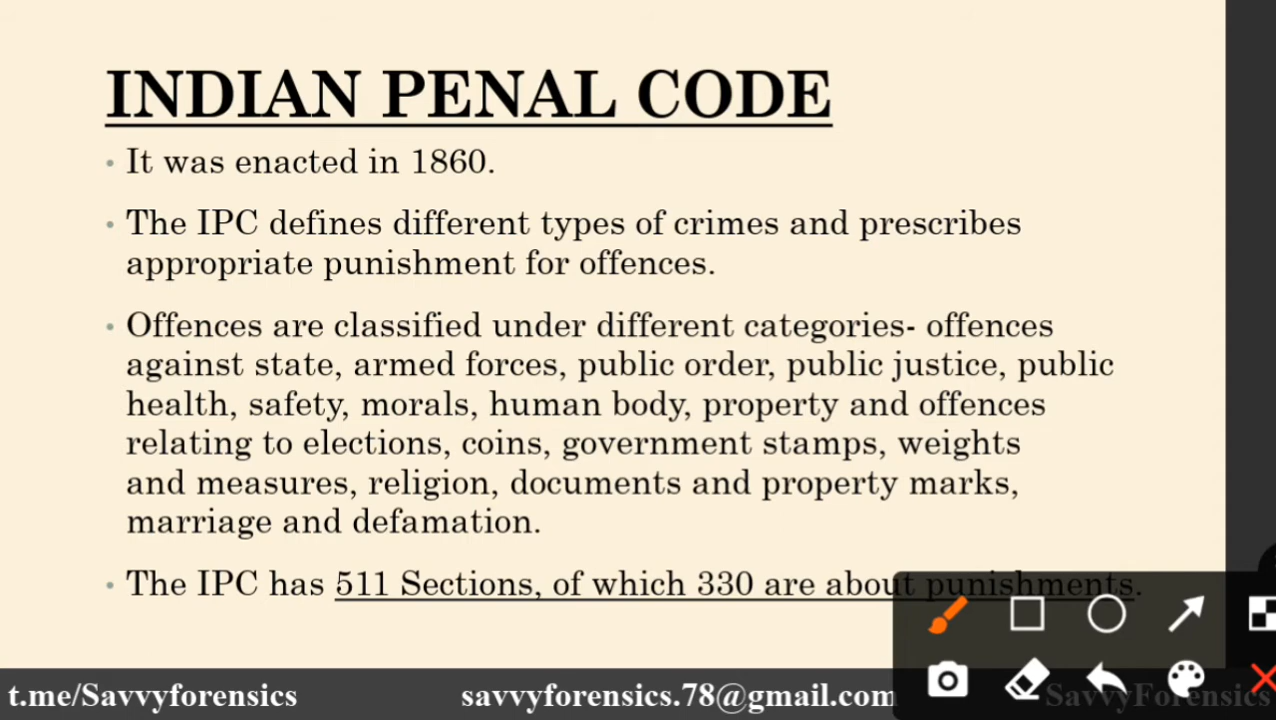 INDIAN PENAL CODE
• It was enacted in 1860.
• The IPC defines different types of crimes and prescribes
appropriate punishment for offences.
• Offences are classified under different categories- offences
against state, armed forces, public order, public justice, public
health, safety, morals, human body, property and offences
relating to elections, coins, government stamps, weights
and measures, religion, documents and property marks,
marriage and defamation.
• The IPC has 511 Sections, of which 330 are about punishments.
t.me/Savvyforensics savvyforensics.78@gmail.com SavvyForensics